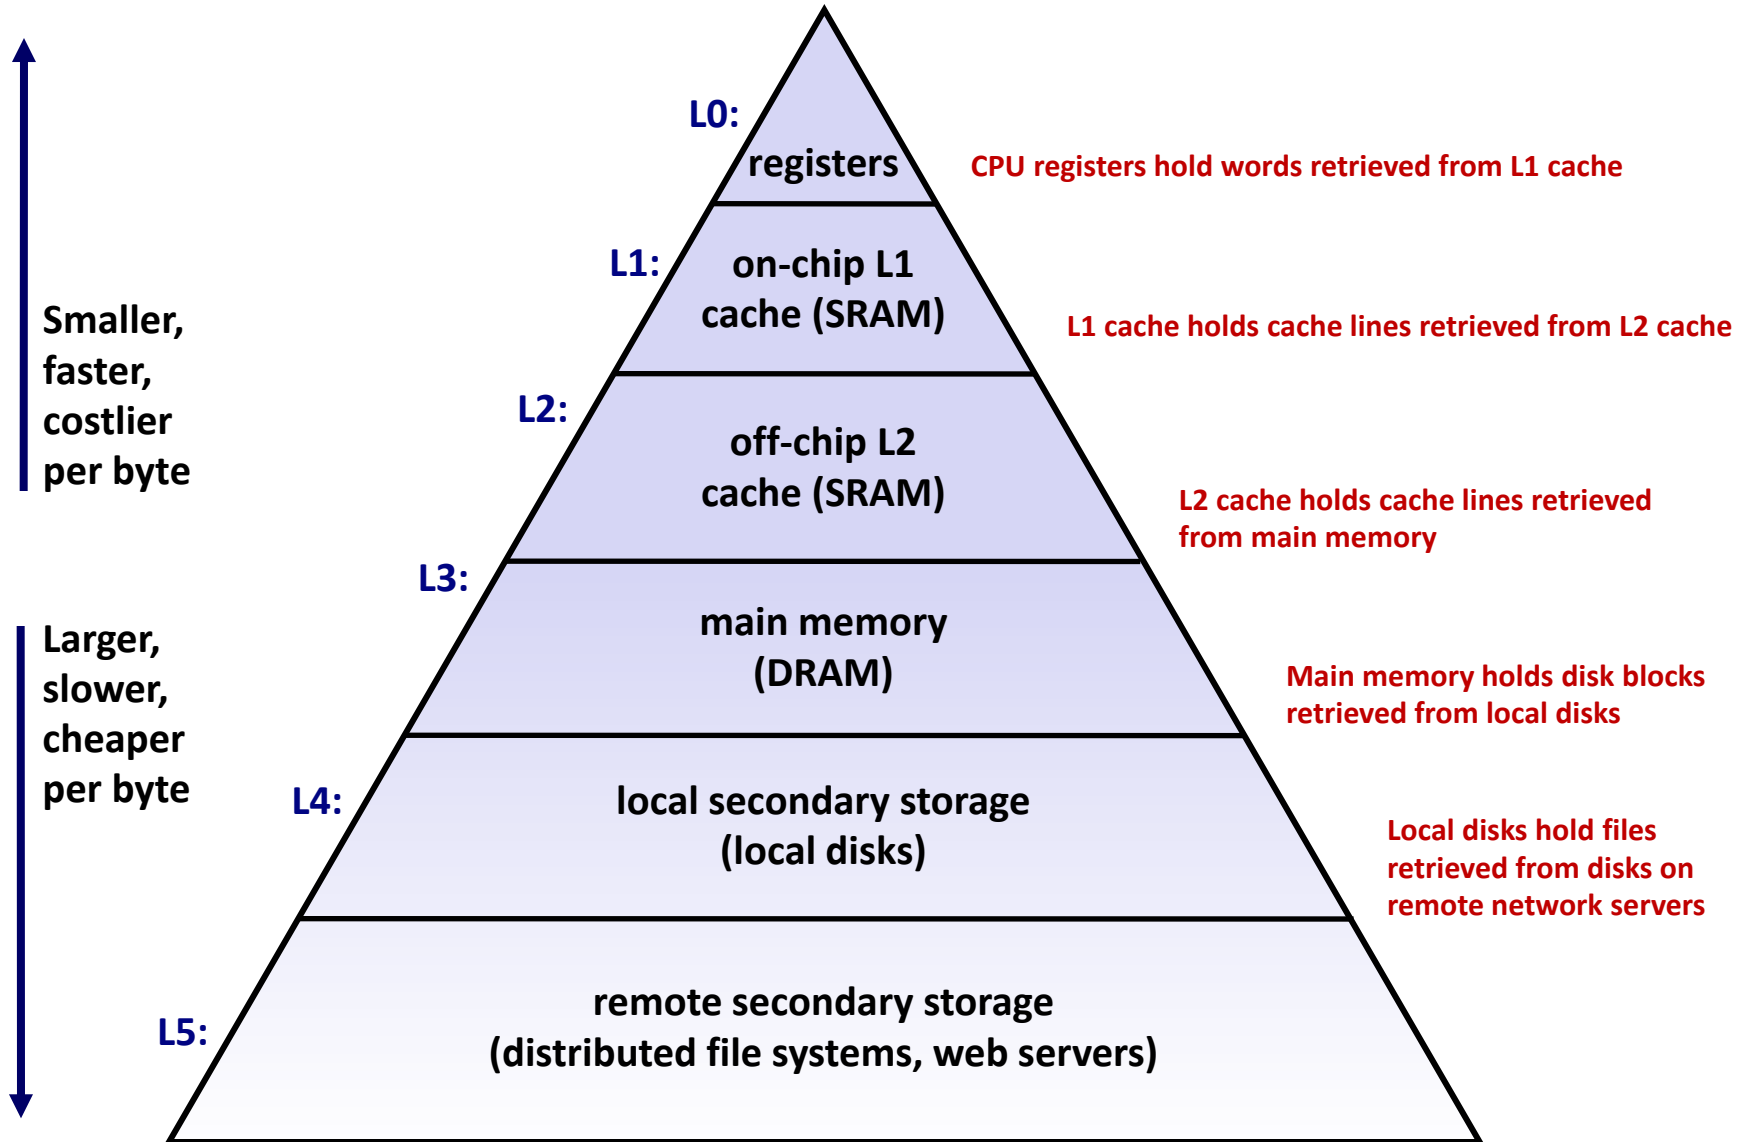 L0:
registers
CPU registers hold words retrieved from L1 cache
L1:
on-chip L1
cache (SRAM)
L1 cache holds cache lines retrieved from L2 cache
Smaller,
faster,
costlier
per byte
L2:
off-chip L2
cache (SRAM)
L2 cache holds cache lines retrieved
from main memory
L3:
main memory
(DRAM)
Main memory holds disk blocks
retrieved from local disks
Larger,
slower,
cheaper
per byte
L4:
local secondary storage
(local disks)
Local disks hold files
retrieved from disks on
remote network servers
L5:
remote secondary storage
(distributed file systems, web servers)